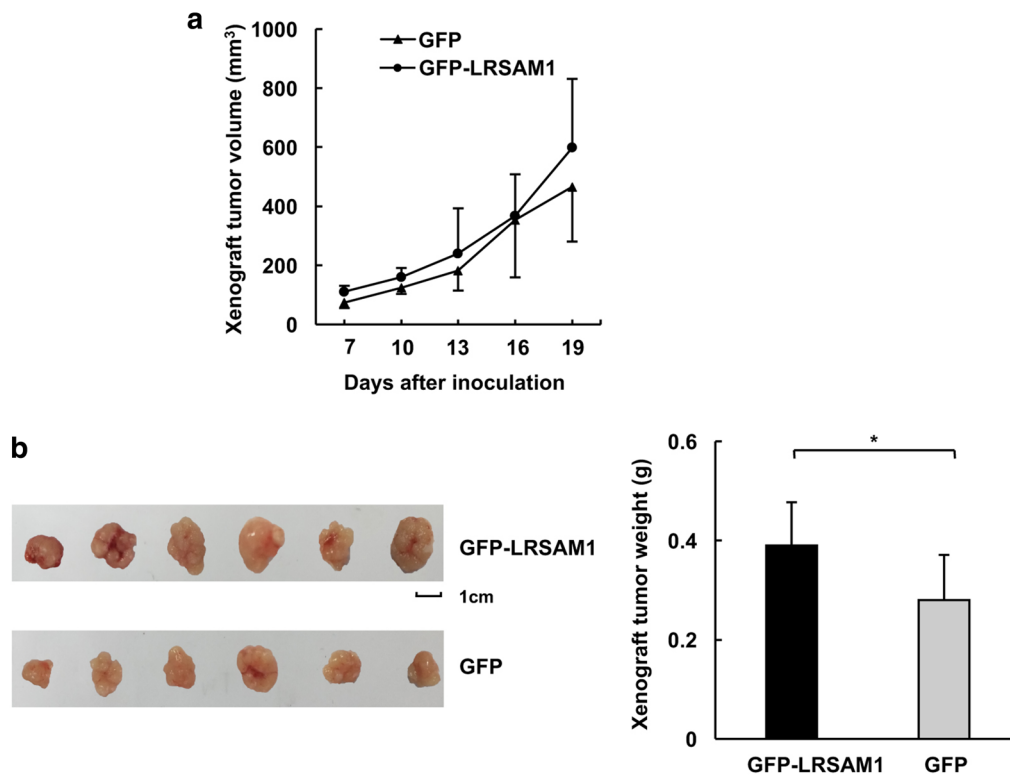 a
Xenograft tumor volume (mm³)
1000
800
600
400
200
0
GFP
GFP-LRSAM1
7 10 13 16 19
Days after inoculation
b
GFP-LRSAM1
1cm
GFP
Xenograft tumor weight (g)
0.6
0.4
0.2
0
*
GFP-LRSAM1 GFP